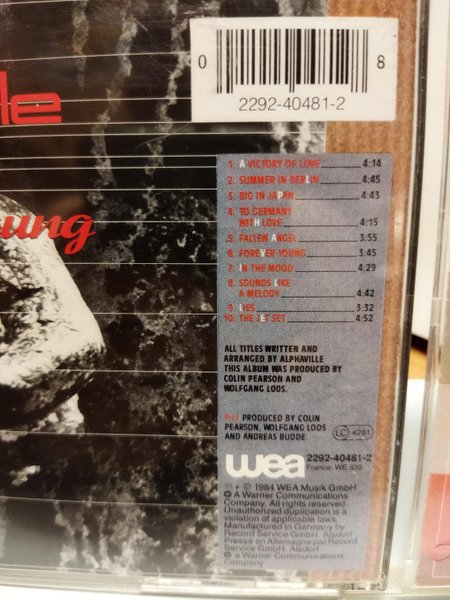 0 8
2292-40481-2
le
ung
1. A VICTORY OF LOVE 4:14
2. SUMMER IN BERLIN 4:45
3. BIG IN JAPAN 4:43
4. TO GERMANY
WITH LOVE 4:15
5. FALLEN ANGEL 3:55
6. FOREVER YOUNG 3:45
7. IN THE MOOD 4:29
8. SOUNDS LIKE
A MELODY 4:42
9. LIES 3:32
10. THE JET SET 4:52
ALL TITLES WRITTEN AND
ARRANGED BY ALPHAVILLE
THIS ALBUM WAS PRODUCED BY
COLIN PEARSON AND
WOLFGANG LOOS.
PRODUCED BY COLIN
PEARSON, WOLFGANG LOOS
AND ANDREAS BUDDE.
LC 4281
wea
2292-40481-2
France: WE 835
℗ + © 1984 WEA Musik GmbH
A Warner Communications
Company. All rights reserved.
Unauthorized duplication is a
violation of applicable laws.
Manufactured in Germany by
Record Service GmbH, Alsdorf
Pressé en Allemagne par Record
Service GmbH. Alsdorf
A Warner Communications
Company